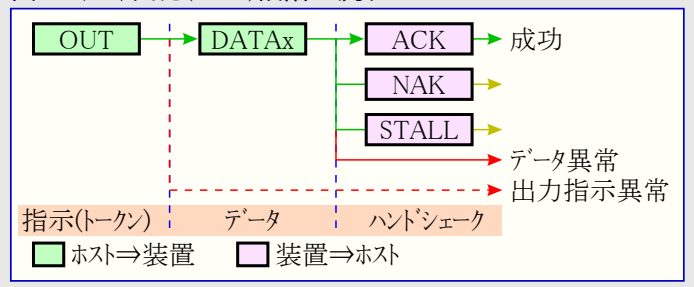 OUT DATAx ACK 成功
NAK
STALL
データ異常
出力指示異常
指示(トークン) データ ハンドシェーク
ホスト⇒装置 装置⇒ホスト